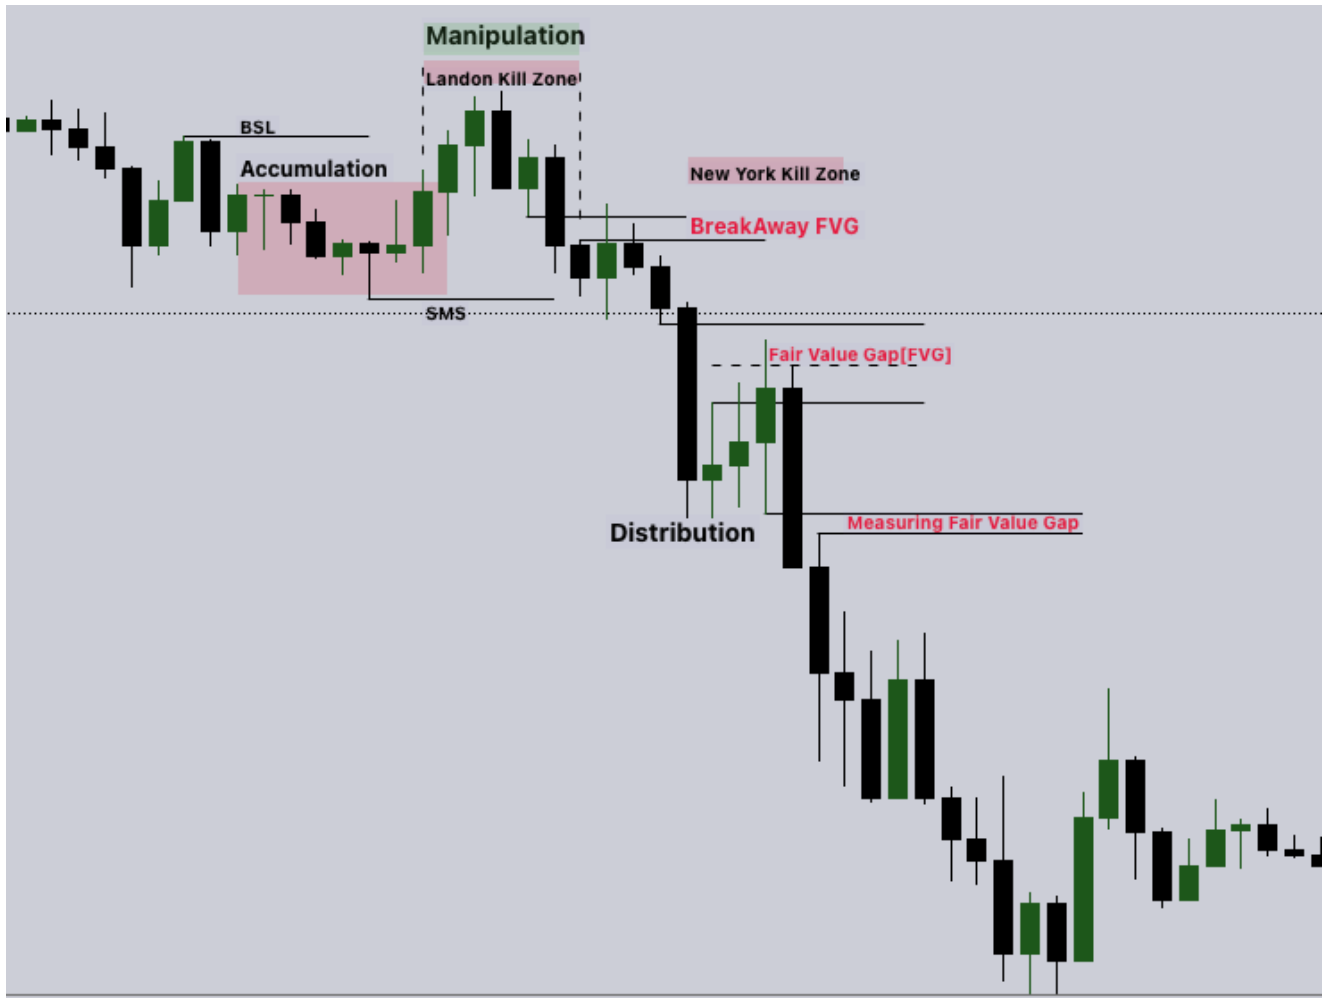 Manipulation
Landon Kill Zone
BSL
Accumulation
New York Kill Zone
BreakAway FVG
SMS
Fair Value Gap[FVG]
Measuring Fair Value Gap
Distribution